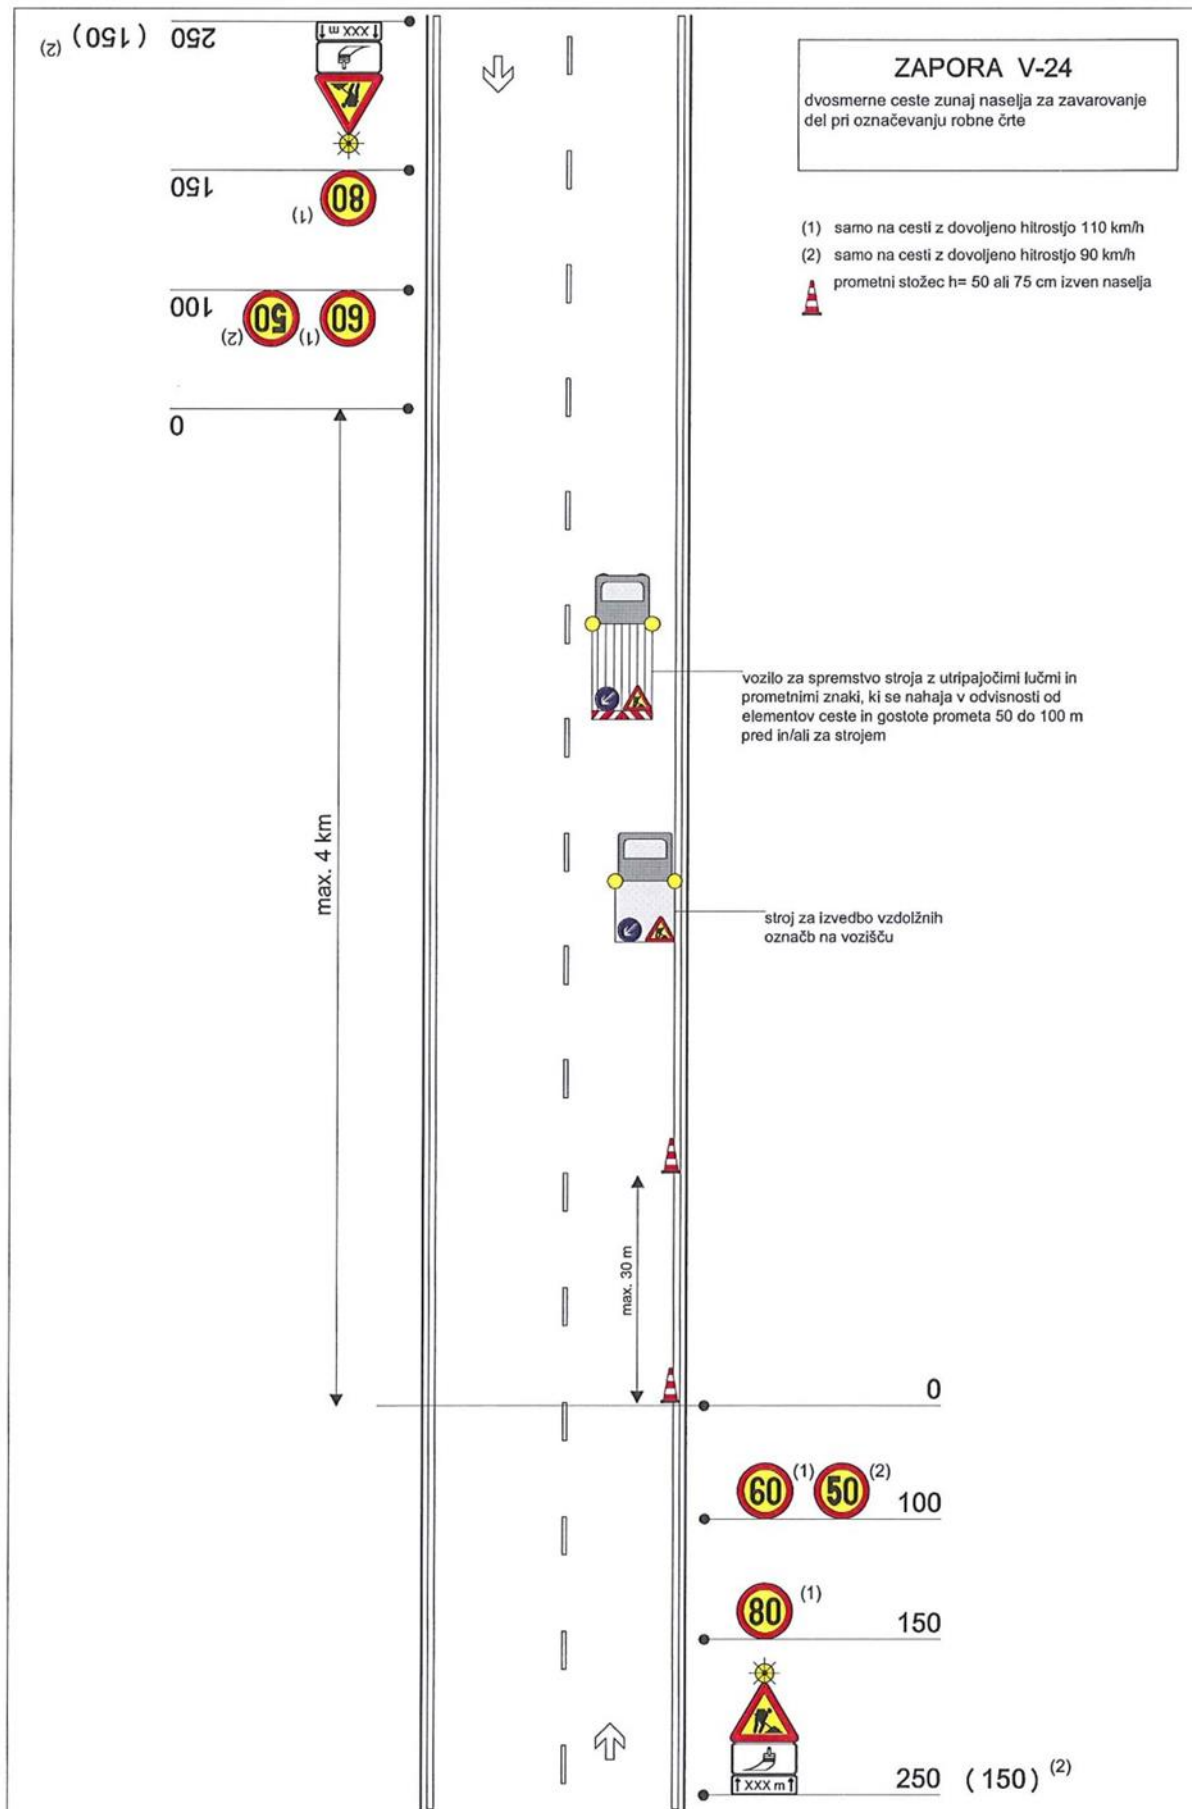 ZAPORA V-24
dvosmerne ceste zunaj naselja za zavarovanje
del pri označevanju robne črte
(1) samo na cesti z dovoljeno hitrostjo 110 km/h
(2) samo na cesti z dovoljeno hitrostjo 90 km/h
prometni stožec h= 50 ali 75 cm izven naselja
250 (150) (2)
↑ XXX m ↑
150
80 (1)
100
60 (1) 50 (2)
0
max. 4 km
vozilo za spremstvo stroja z utripajočimi lučmi in
prometnimi znaki, ki se nahaja v odvisnosti od
elementov ceste in gostote prometa 50 do 100 m
pred in/ali za strojem
stroj za izvedbo vzdolžnih
označb na vozišču
max. 30 m
0
60 (1) 50 (2)
100
80 (1)
150
↑ XXX m ↑
250 (150) (2)